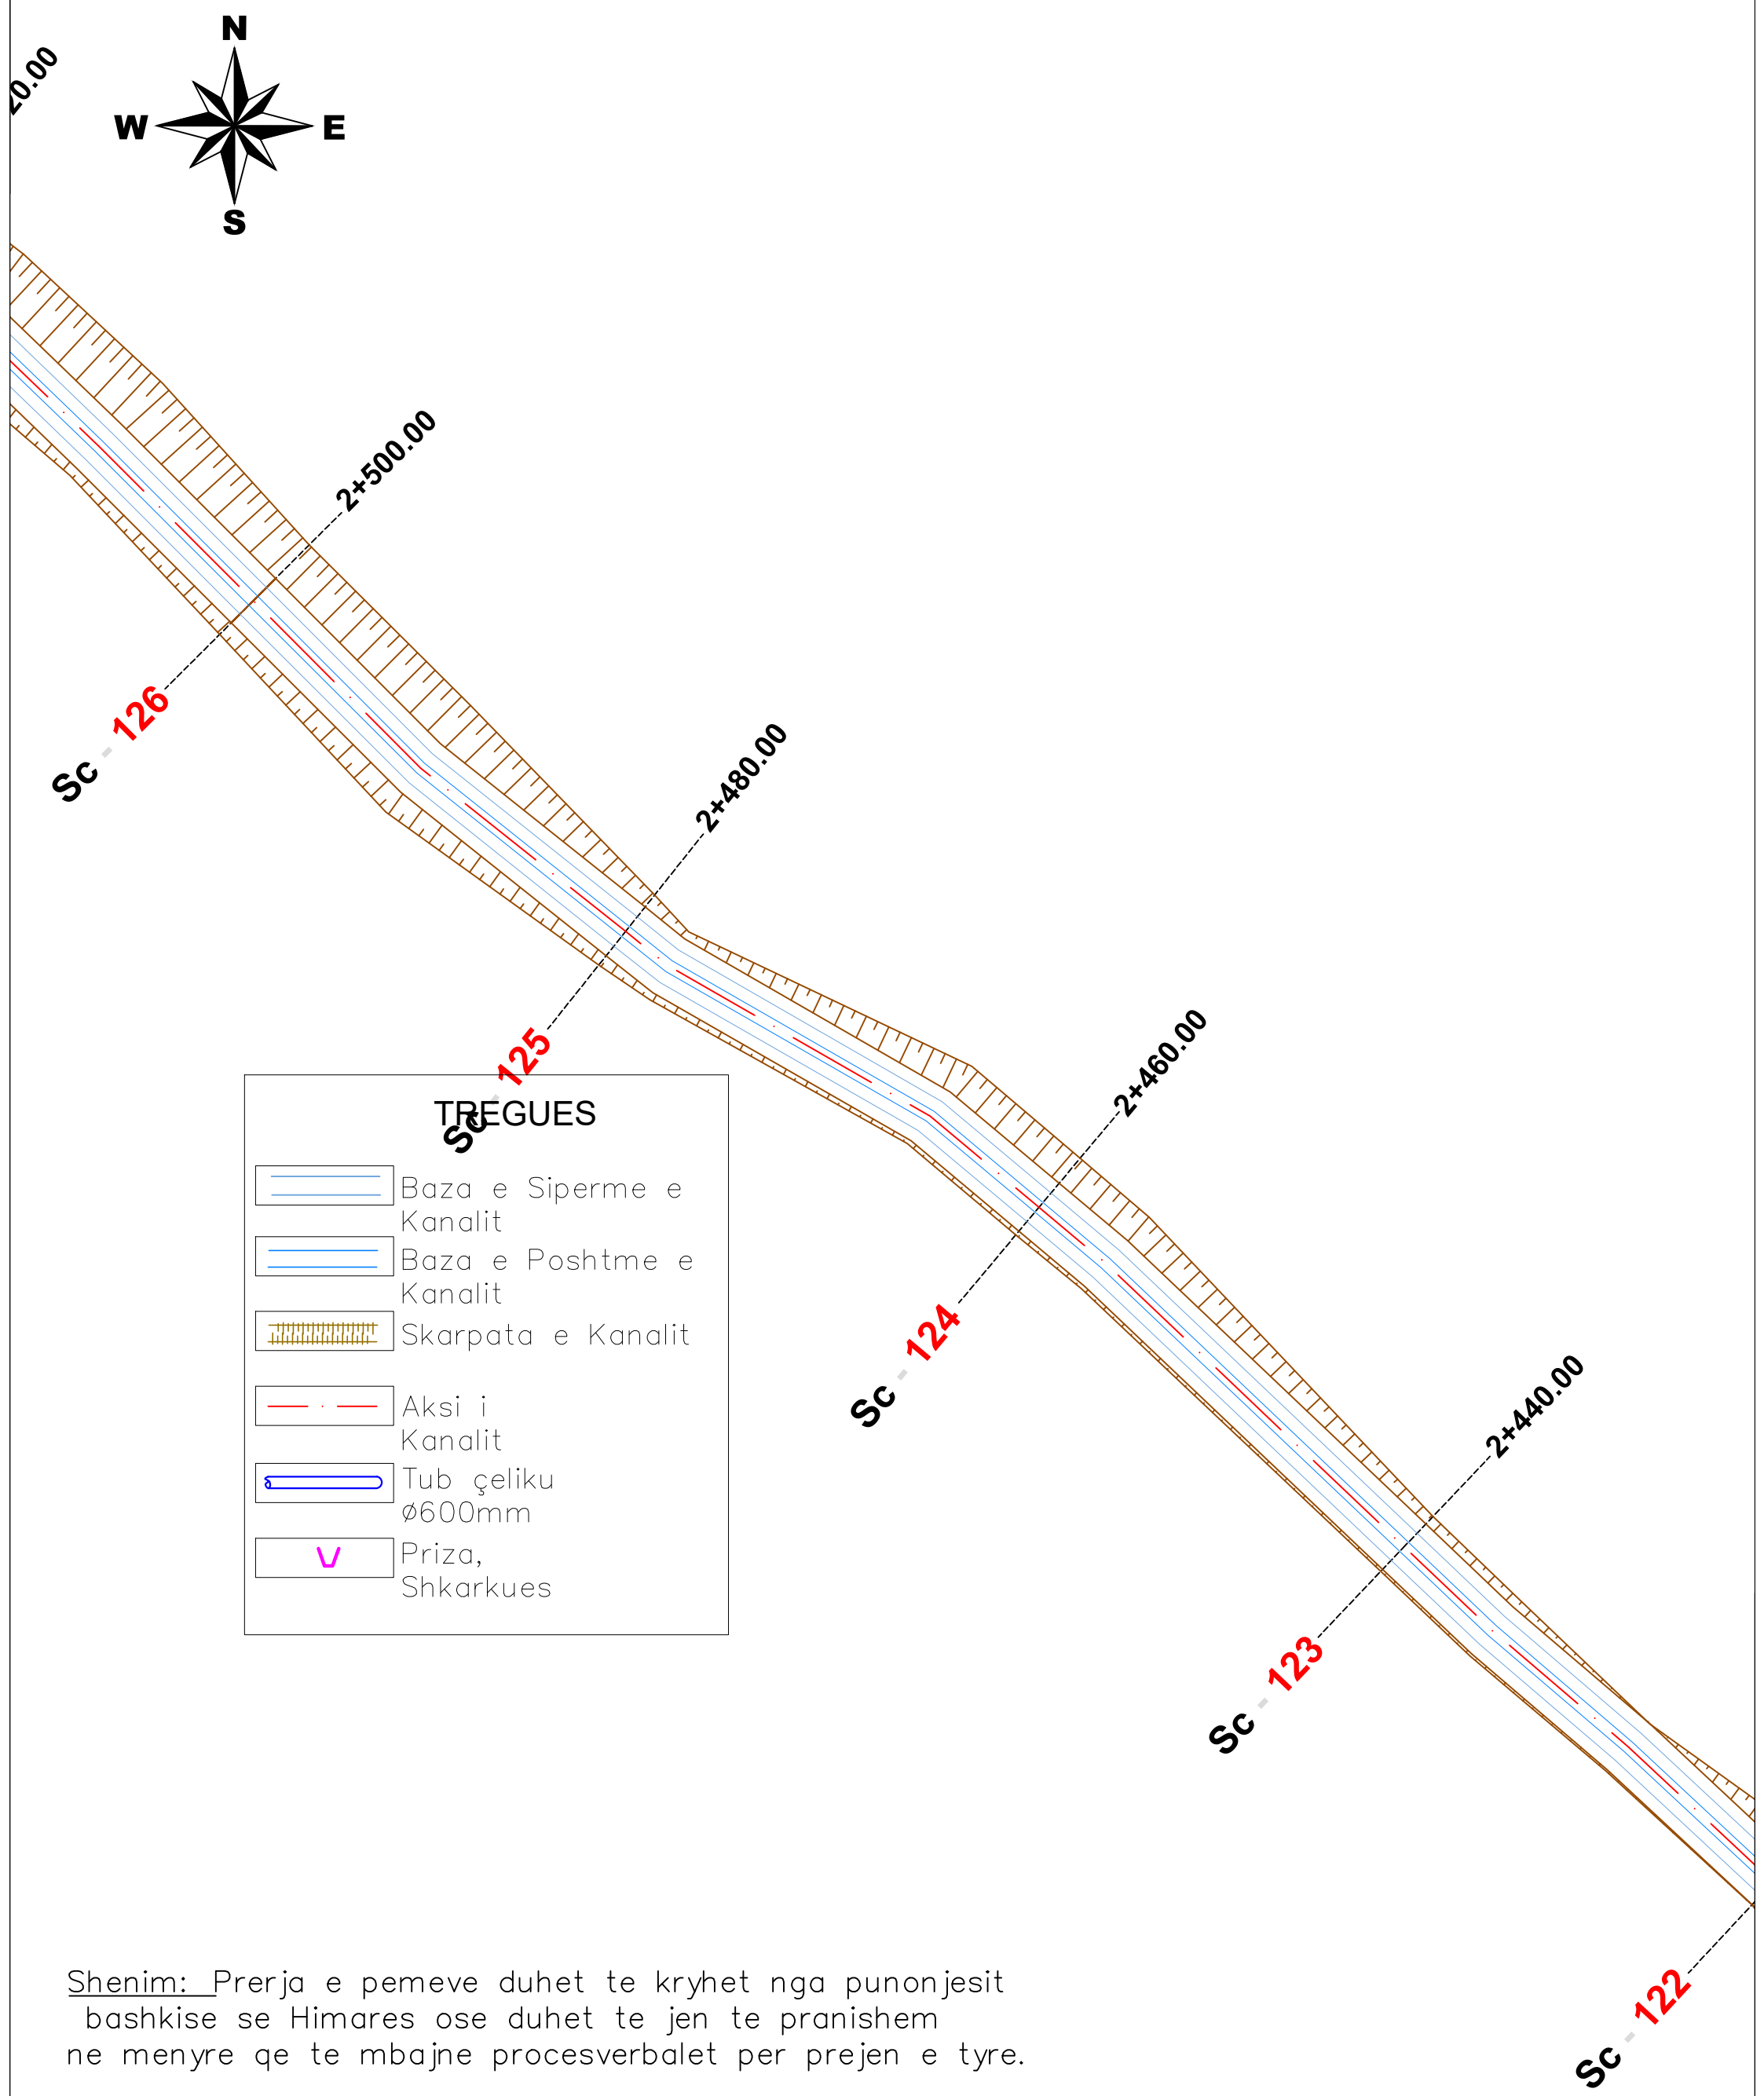 N
20.00
W
E
S
2+500.00
Sc - 126
2+480.00
Sc - 125
2+460.00
Sc - 124
2+440.00
Sc - 123
Sc - 122
TREGUES
Baza e Siperme e
Kanalit
Baza e Poshtme e
Kanalit
Skarpata e Kanalit
Aksi i
Kanalit
Tub çeliku
ø600mm
Priza,
Shkarkues
Shenim: Prerja e pemeve duhet te kryhet nga punonjesit
bashkise se Himares ose duhet te jen te pranishem
ne menyre qe te mbajne procesverbalet per prejen e tyre.